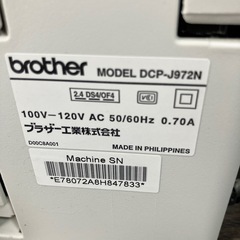 brother MODEL DCP-J972N
2.4 DS4/OF4
100V－120V AC 50/60Hz 0.70A
ブラザー工業株式会社
D00C8A001
MADE IN PHILIPPINES
Machine SN
"E78072A8H847833"